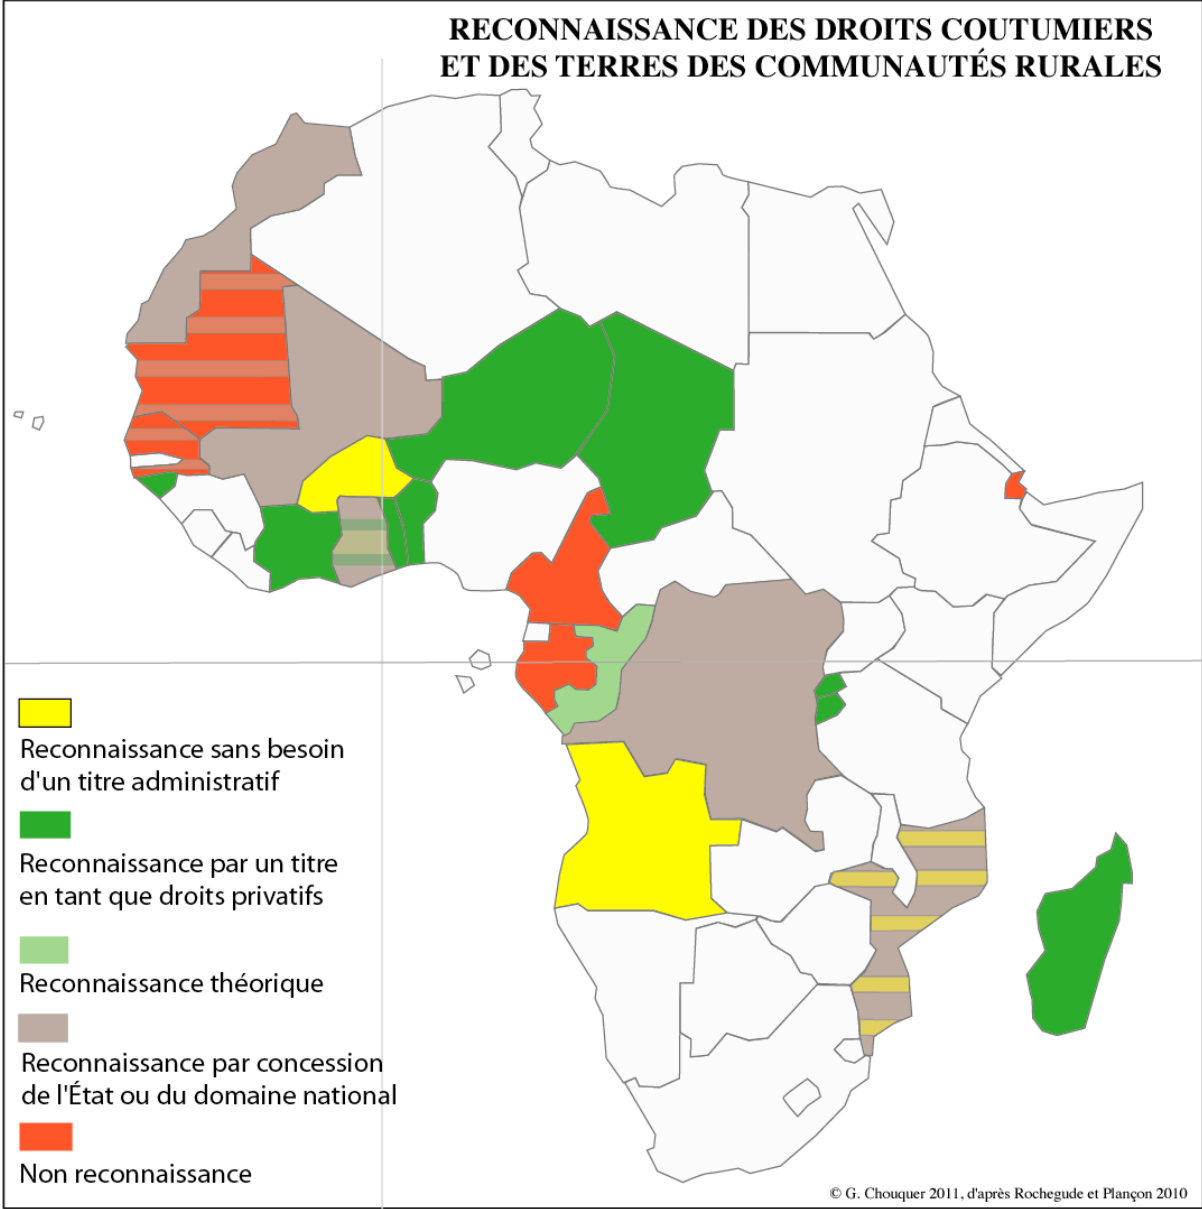 RECONNAISSANCE DES DROITS COUTUMIERS
ET DES TERRES DES COMMUNAUTÉS RURALES
Reconnaissance sans besoin
d'un titre administratif
Reconnaissance par un titre
en tant que droits privatifs
Reconnaissance théorique
Reconnaissance par concession
de l'État ou du domaine national
Non reconnaissance
© G. Chouquer 2011, d'après Rochegude et Plançon 2010